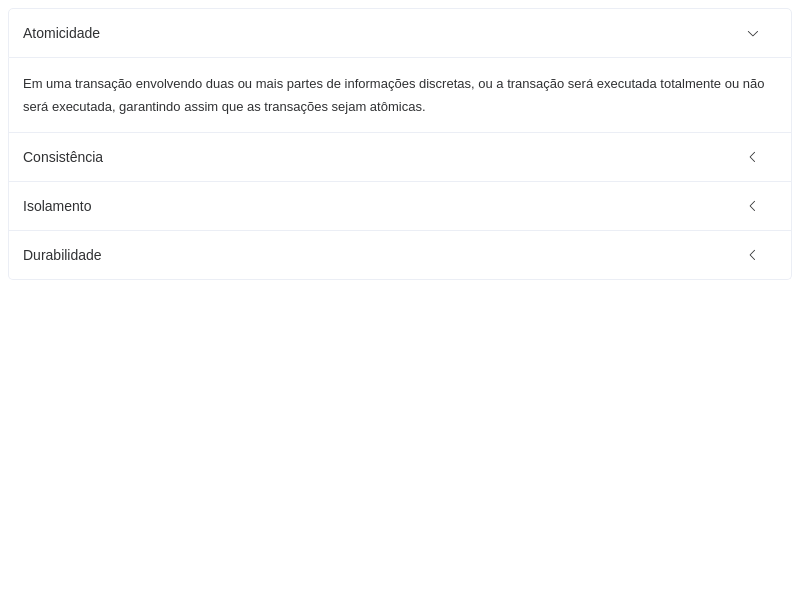 Atomicidade
Em uma transação envolvendo duas ou mais partes de informações discretas, ou a transação será executada totalmente ou não
será executada, garantindo assim que as transações sejam atômicas.
Consistência
Isolamento
Durabilidade